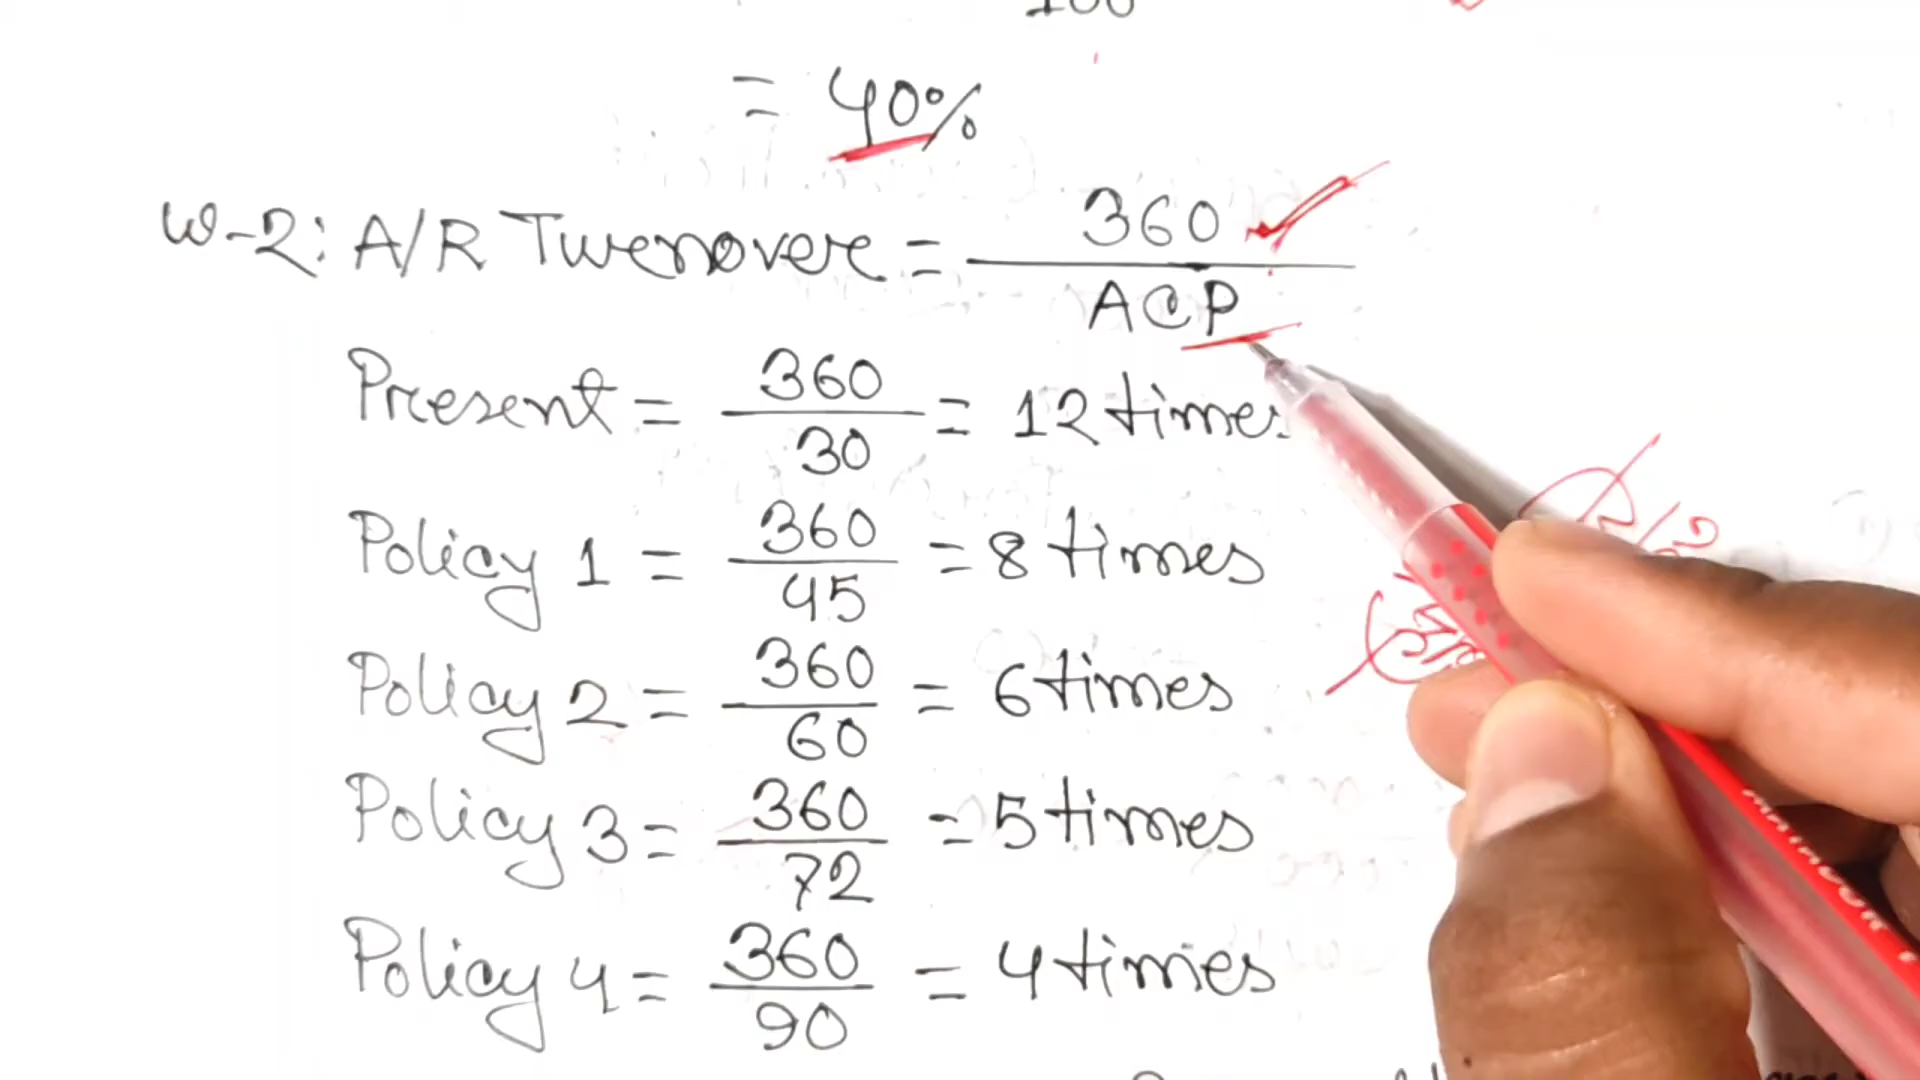 100
= 40%
W-2: A/R Turnover = 360 / ACP
Present = 360 / 30 = 12 times
Policy 1 = 360 / 45 = 8 times
Policy 2 = 360 / 60 = 6 times
Policy 3 = 360 / 72 = 5 times
Policy 4 = 360 / 90 = 4 times